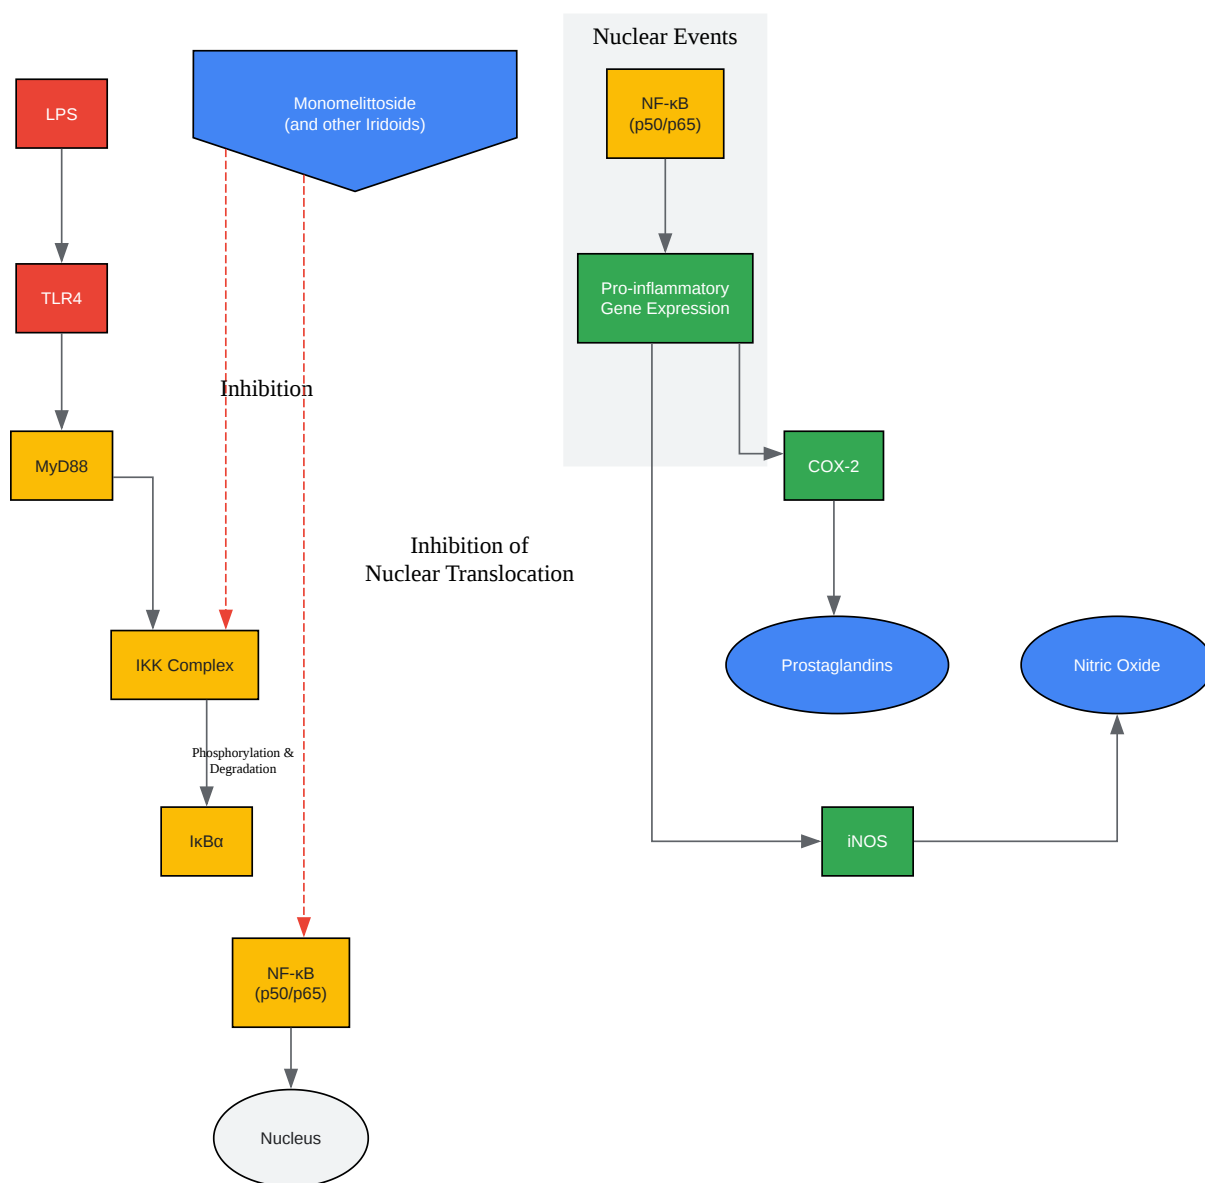 Nuclear Events
LPS
Monomelittoside
(and other Iridoids)
NF-κB
(p50/p65)
TLR4
Pro-inflammatory
Gene Expression
Inhibition
MyD88
COX-2
Inhibition of
Nuclear Translocation
IKK Complex
Prostaglandins
Nitric Oxide
Phosphorylation &
Degradation
IκBα
iNOS
NF-κB
(p50/p65)
Nucleus